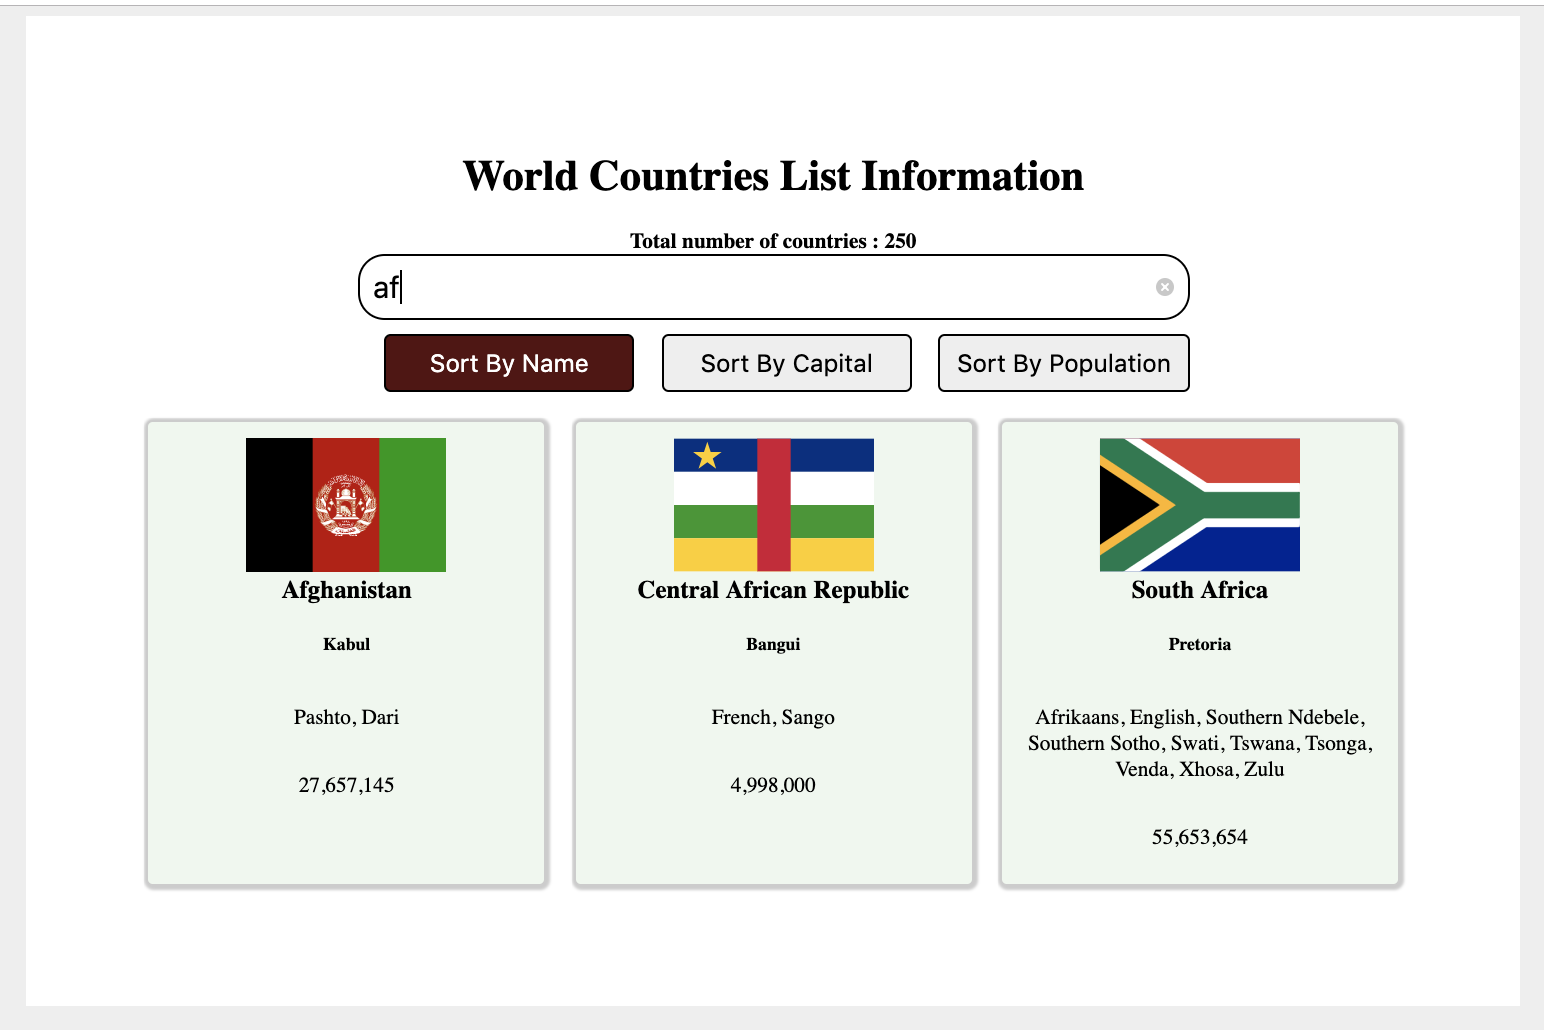 World Countries List Information
Total number of countries : 250
af
Sort By Name
Sort By Capital
Sort By Population
Afghanistan
Kabul
Pashto, Dari
27,657,145
Central African Republic
Bangui
French, Sango
4,998,000
South Africa
Pretoria
Afrikaans, English, Southern Ndebele,
Southern Sotho, Swati, Tswana, Tsonga,
Venda, Xhosa, Zulu
55,653,654